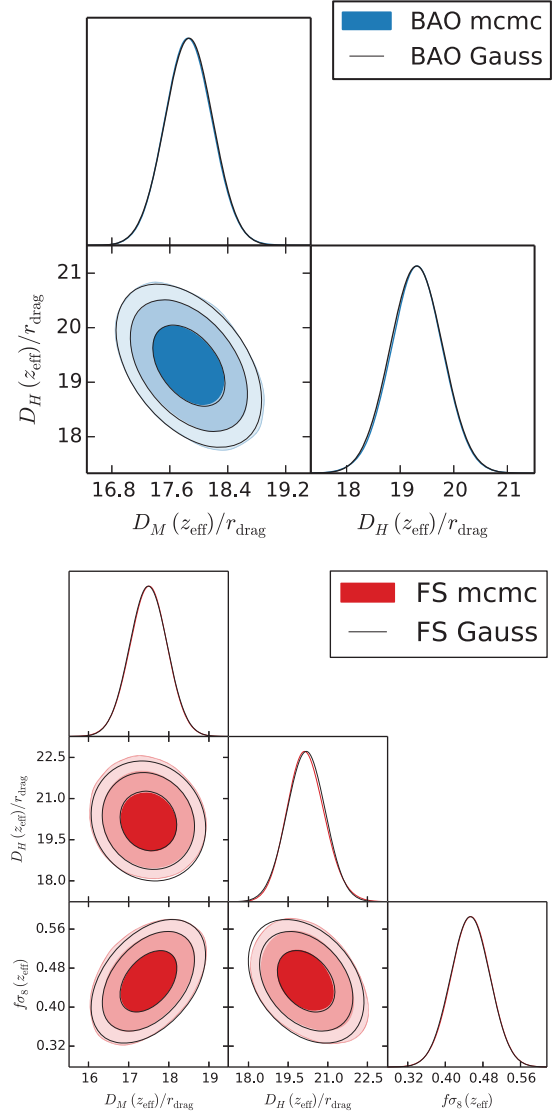 BAO mcmc
BAO Gauss
21
20
19
18
D_H(z_eff)/r_drag
16.8 17.6 18.4 19.2
18 19 20 21
D_M(z_eff)/r_drag
D_H(z_eff)/r_drag
FS mcmc
FS Gauss
22.5
21.0
19.5
18.0
D_H(z_eff)/r_drag
0.56
0.48
0.40
0.32
fσ_8(z_eff)
16 17 18 19
18.0 19.5 21.0 22.5
0.32 0.40 0.48 0.56
D_M(z_eff)/r_drag
D_H(z_eff)/r_drag
fσ_8(z_eff)